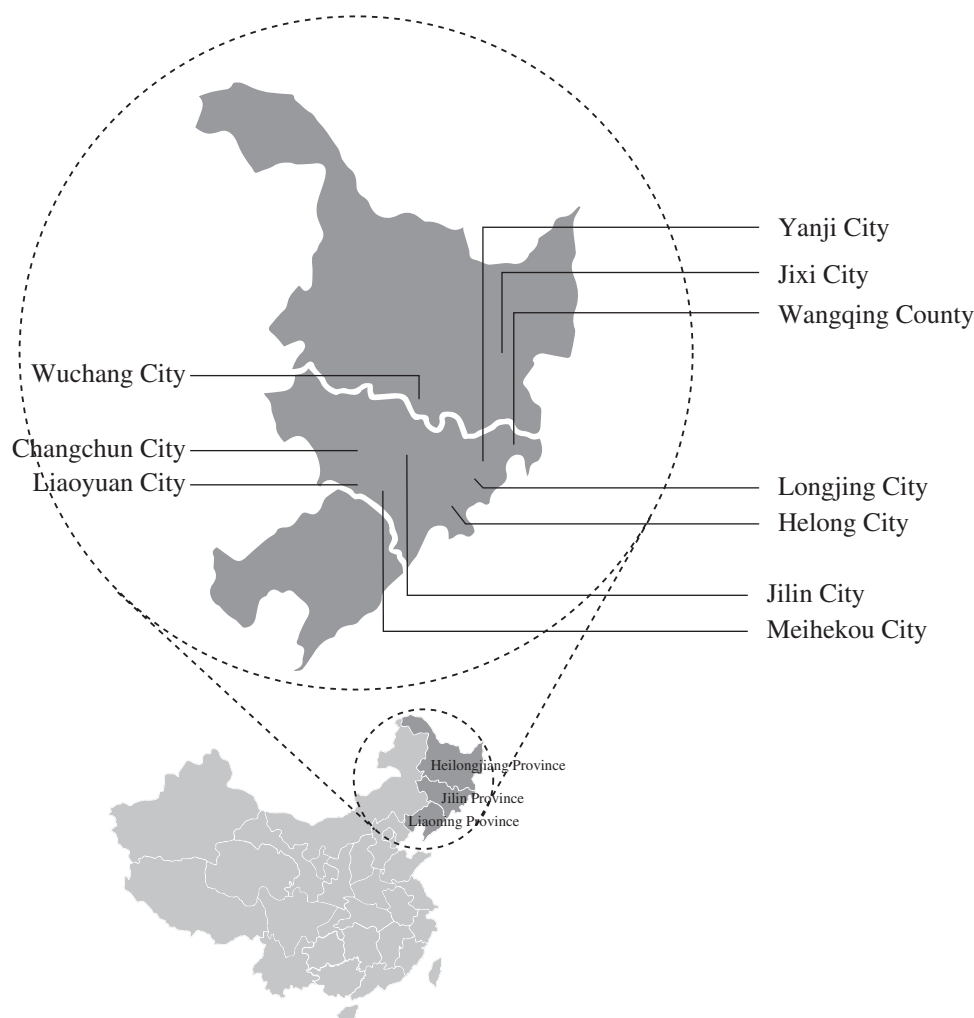 Yanji City
Jixi City
Wangqing County
Wuchang City
Changchun City
Liaoyuan City
Longjing City
Helong City
Jilin City
Meihekou City
Heilongjiang Province
Jilin Province
Liaoning Province